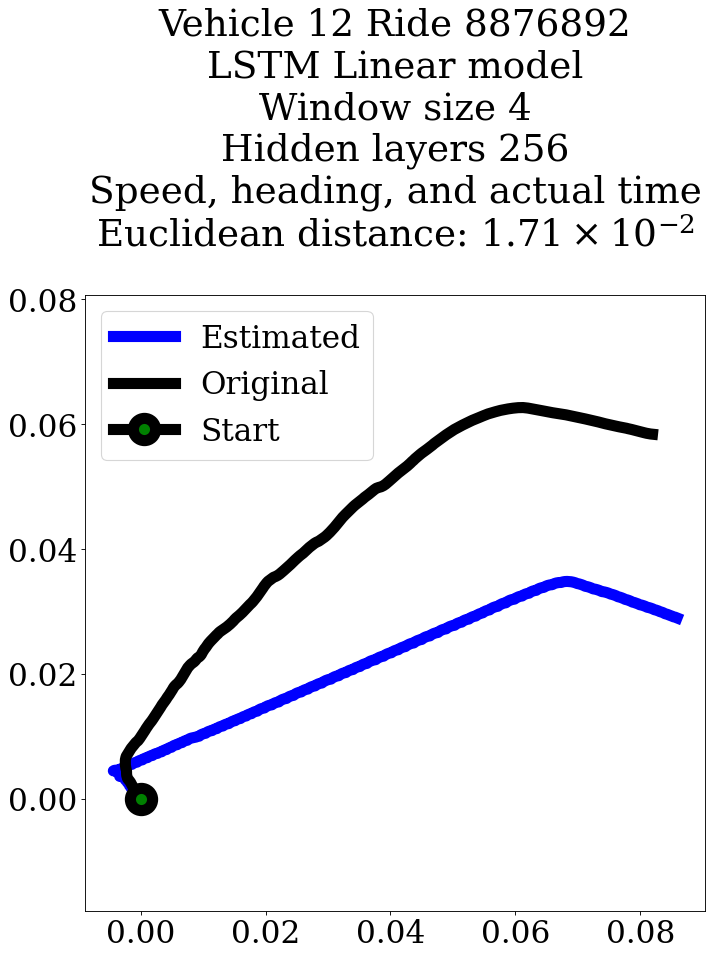 Vehicle 12 Ride 8876892
LSTM Linear model
Window size 4
Hidden layers 256
Speed, heading, and actual time
Euclidean distance: 1.71 × 10⁻²
0.08
0.06
0.04
0.02
0.00
Estimated
Original
Start
0.00 0.02 0.04 0.06 0.08